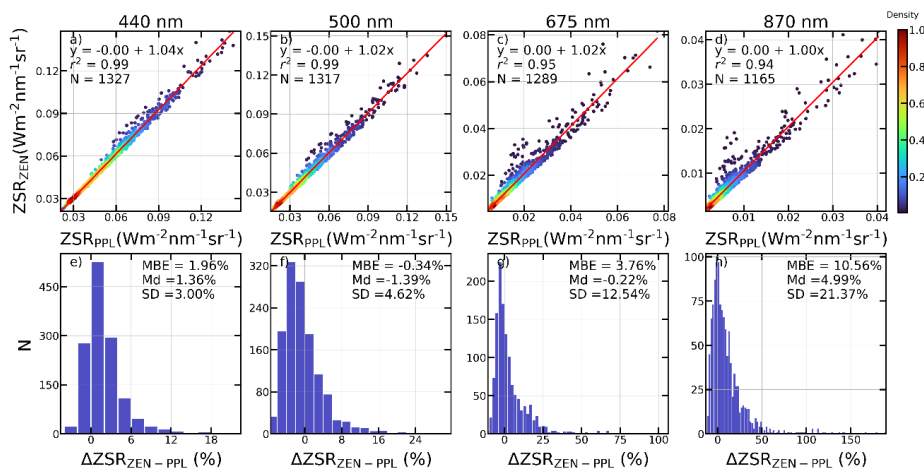 440 nm
500 nm
675 nm
870 nm
Density
a)
y = -0.00 + 1.04x
r² = 0.99
N = 1327
b)
y = -0.00 + 1.02x
r² = 0.99
N = 1317
c)
y = 0.00 + 1.02x
r² = 0.95
N = 1289
d)
y = 0.00 + 1.00x
r² = 0.94
N = 1165
ZSR_ZEN(Wm⁻²nm⁻¹sr⁻¹)
0.12
0.09
0.06
0.03
0.03 0.06 0.09 0.12
0.15
0.12
0.09
0.06
0.03
0.03 0.06 0.09 0.12 0.15
0.08
0.06
0.04
0.02
0.02 0.04 0.06 0.08
0.04
0.03
0.02
0.01
0.01 0.02 0.03 0.04
1.0
0.8
0.6
0.4
0.2
ZSR_PPL(Wm⁻²nm⁻¹sr⁻¹)
ZSR_PPL(Wm⁻²nm⁻¹sr⁻¹)
ZSR_PPL(Wm⁻²nm⁻¹sr⁻¹)
ZSR_PPL(Wm⁻²nm⁻¹sr⁻¹)
e)
MBE = 1.96%
Md = 1.36%
SD = 3.00%
f)
MBE = -0.34%
Md = -1.39%
SD = 4.62%
g)
MBE = 3.76%
Md = -0.22%
SD = 12.54%
h)
MBE = 10.56%
Md = 4.99%
SD = 21.37%
N
450
300
150
0
0 6 12 18
320
240
160
80
0
0 8 16 24
200
150
100
50
0
0 25 50 75 100
100
75
50
25
0
0 50 100 150
ΔZSR_ZEN−PPL (%)
ΔZSR_ZEN−PPL (%)
ΔZSR_ZEN−PPL (%)
ΔZSR_ZEN−PPL (%)